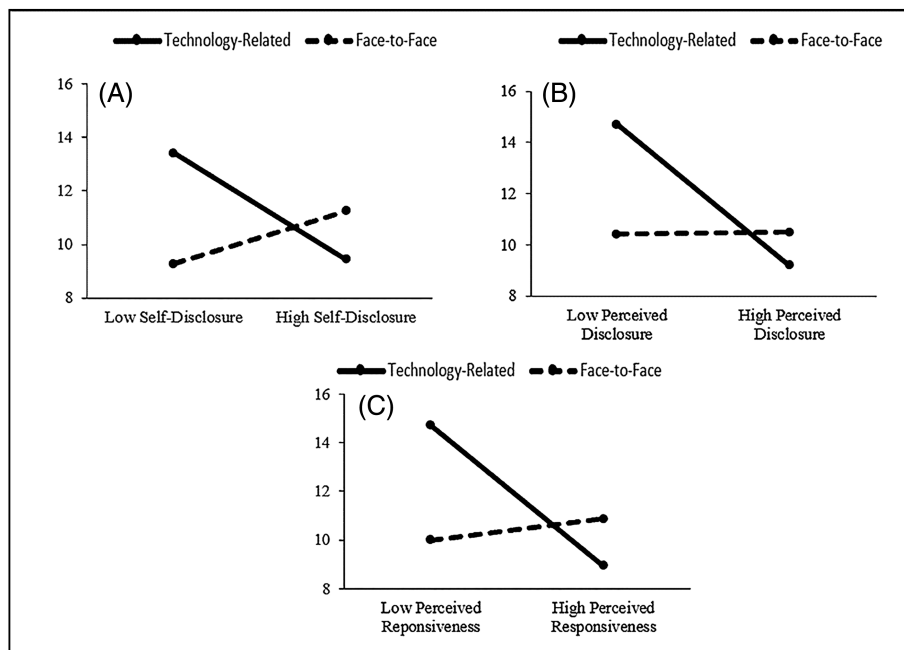 Technology-Related Face-to-Face
(A)
16
14
12
10
8
Low Self-Disclosure High Self-Disclosure
Technology-Related Face-to-Face
(B)
16
14
12
10
8
Low Perceived High Perceived
Disclosure Disclosure
Technology-Related Face-to-Face
(C)
16
14
12
10
8
Low Perceived High Perceived
Reponsiveness Responsiveness